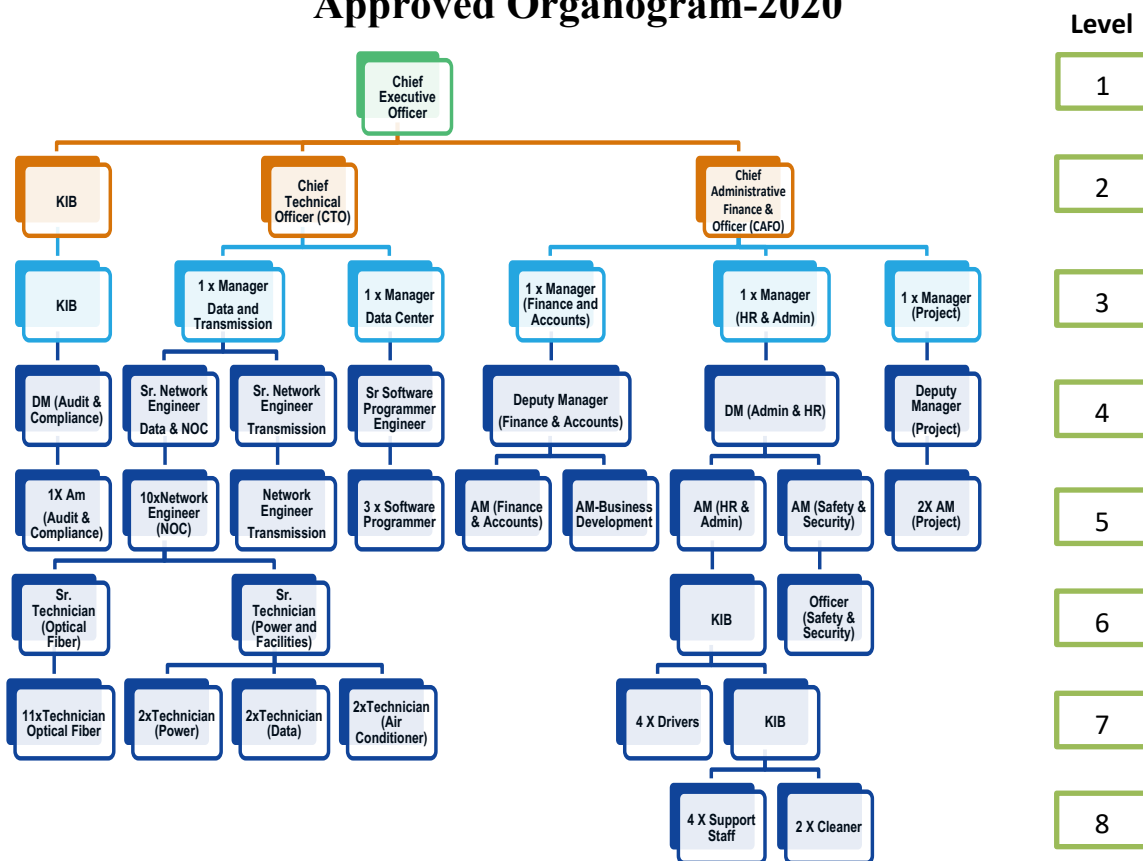 Approved Organogram-2020
Level
Chief
Executive
Officer
1
KIB
Chief
Technical
Officer (CTO)
Chief
Administrative
Finance &
Officer (CAFO)
2
KIB
1 x Manager
Data and
Transmission
1 x Manager
Data Center
1 x Manager
(Finance and
Accounts)
1 x Manager
(HR & Admin)
1 x Manager
(Project)
3
DM (Audit &
Compliance)
Sr. Network
Engineer
Data & NOC
Sr. Network
Engineer
Transmission
Sr Software
Programmer
Engineer
Deputy Manager
(Finance & Accounts)
DM (Admin & HR)
Deputy
Manager
(Project)
4
1X Am
(Audit &
Compliance)
10xNetwork
Engineer
(NOC)
Network
Engineer
Transmission
3 x Software
Programmer
AM (Finance
& Accounts)
AM-Business
Development
AM (HR &
Admin)
AM (Safety &
Security)
2X AM
(Project)
5
Sr.
Technician
(Optical
Fiber)
Sr.
Technician
(Power and
Facilities)
KIB
Officer
(Safety &
Security)
6
11xTechnician
Optical Fiber
2xTechnician
(Power)
2xTechnician
(Data)
2xTechnician
(Air
Conditioner)
4 X Drivers
KIB
7
4 X Support
Staff
2 X Cleaner
8